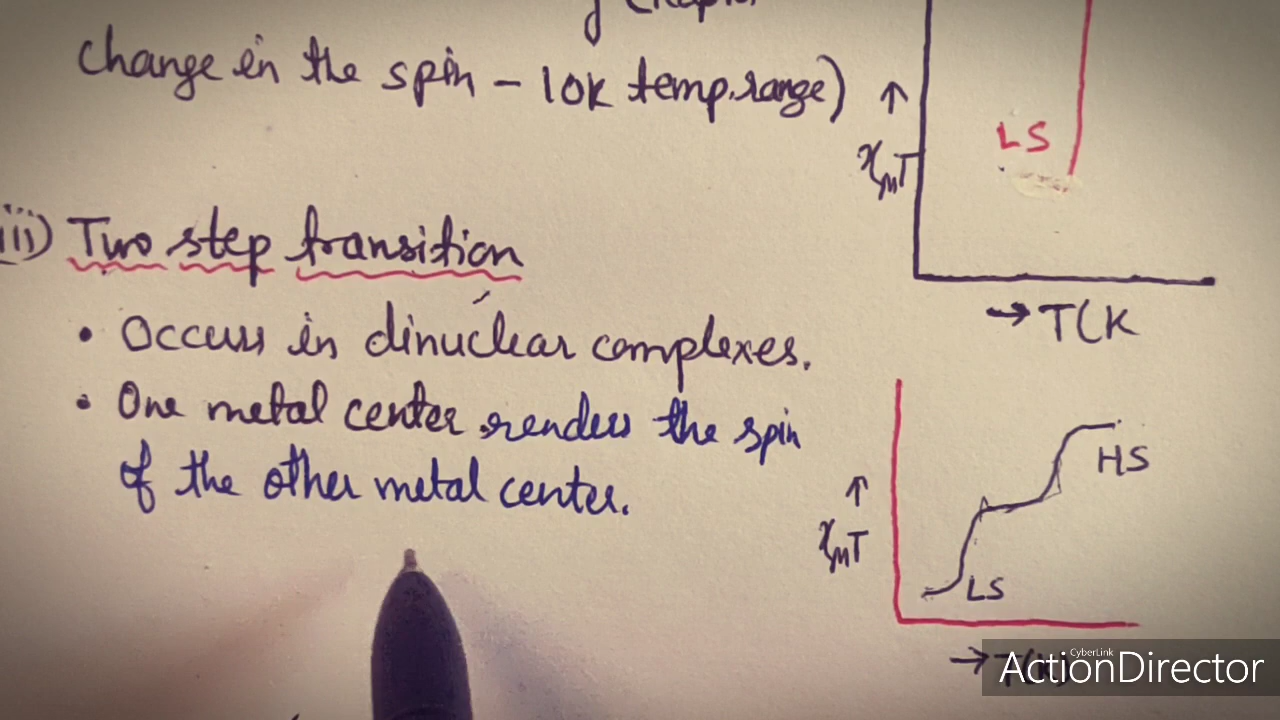 change in the spin – 10K temp. range)
↑
χₘT
LS
→ T(K
iii) Two step transition
• Occurs in dinuclear complexes.
• One metal center renders the spin
of the other metal center.
↑
χₘT
HS
LS
→ T(K)
CyberLink
ActionDirector